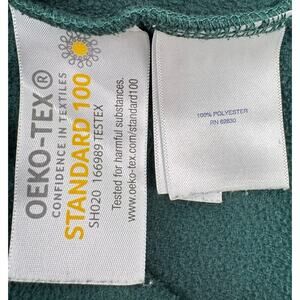 OEKO-TEX®
CONFIDENCE IN TEXTILES
STANDARD 100
SH020 166989 TESTEX
Tested for harmful substances.
www.oeko-tex.com/standard100
100% POLYESTER
RN 62830